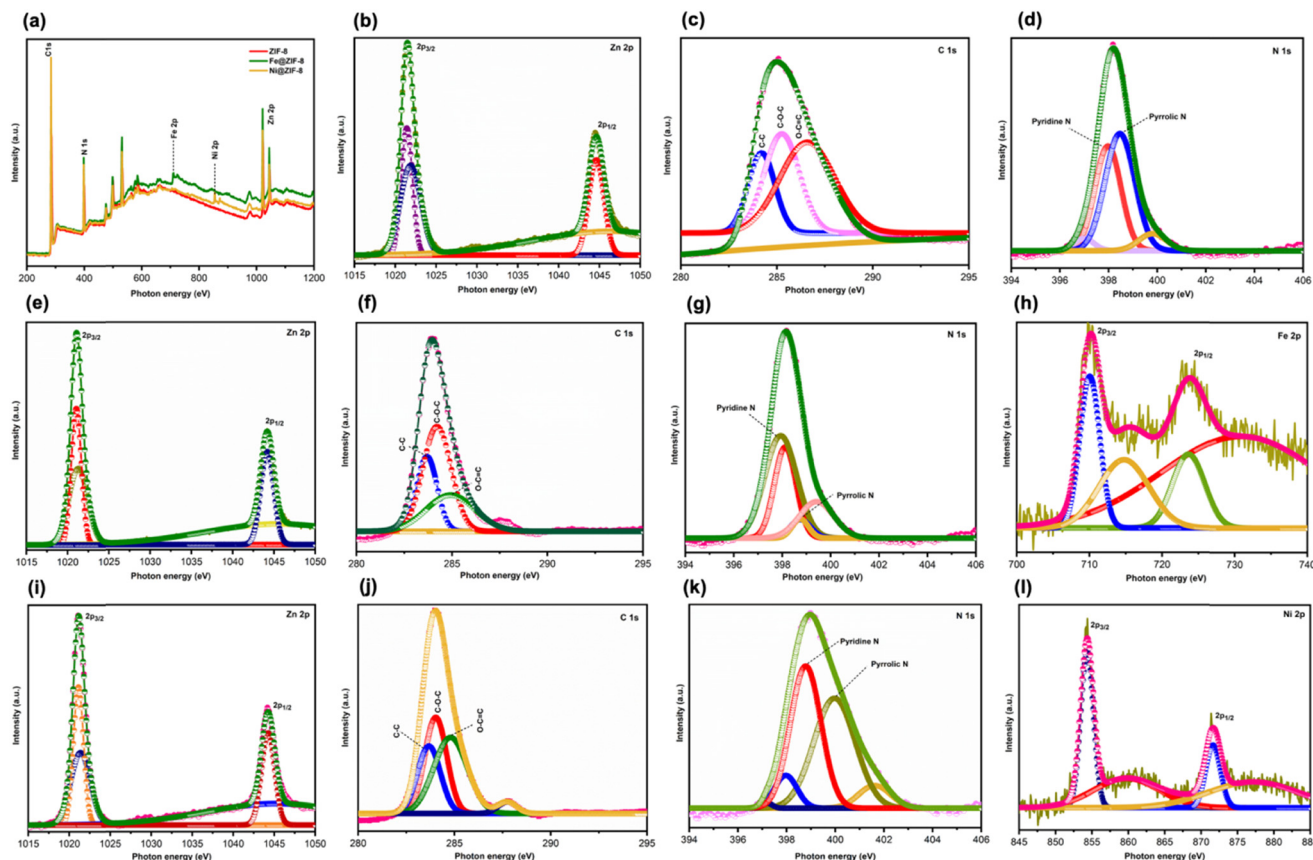 (a)
C1s
N 1s
Fe 2p
Ni 2p
Zn 2p
ZIF-8
Fe@ZIF-8
Ni@ZIF-8
Intensity (a.u.)
200 400 600 800 1000 1200
Photon energy (eV)
(b)
Zn 2p
2p3/2
2p1/2
Intensity (a.u.)
1015 1020 1025 1030 1035 1040 1045 1050
Photon energy (eV)
(c)
C 1s
C-C
C-O-C
O-C=C
Intensity (a.u.)
280 285 290 295
Photon energy (eV)
(d)
N 1s
Pyridine N
Pyrrolic N
Intensity (a.u.)
394 396 398 400 402 404 406
Photon energy (eV)
(e)
Zn 2p
2p3/2
2p1/2
Intensity (a.u.)
1015 1020 1025 1030 1035 1040 1045 1050
Photon energy (eV)
(f)
C 1s
C-C
C-O-C
O-C=C
Intensity (a.u.)
280 285 290 295
Photon energy (eV)
(g)
N 1s
Pyridine N
Pyrrolic N
Intensity (a.u.)
394 396 398 400 402 404 406
Photon energy (eV)
(h)
Fe 2p
2p3/2
2p1/2
Intensity (a.u.)
700 710 720 730 740
Photon energy (eV)
(i)
Zn 2p
2p3/2
2p1/2
Intensity (a.u.)
1015 1020 1025 1030 1035 1040 1045 1050
Photon energy (eV)
(j)
C 1s
C-C
C-O-C
O-C=C
Intensity (a.u.)
280 285 290 295
Photon energy (eV)
(k)
N 1s
Pyridine N
Pyrrolic N
Intensity (a.u.)
394 396 398 400 402 404 406
Photon energy (eV)
(l)
Ni 2p
2p3/2
2p1/2
Intensity (a.u.)
845 850 855 860 865 870 875 880
Photon energy (eV)